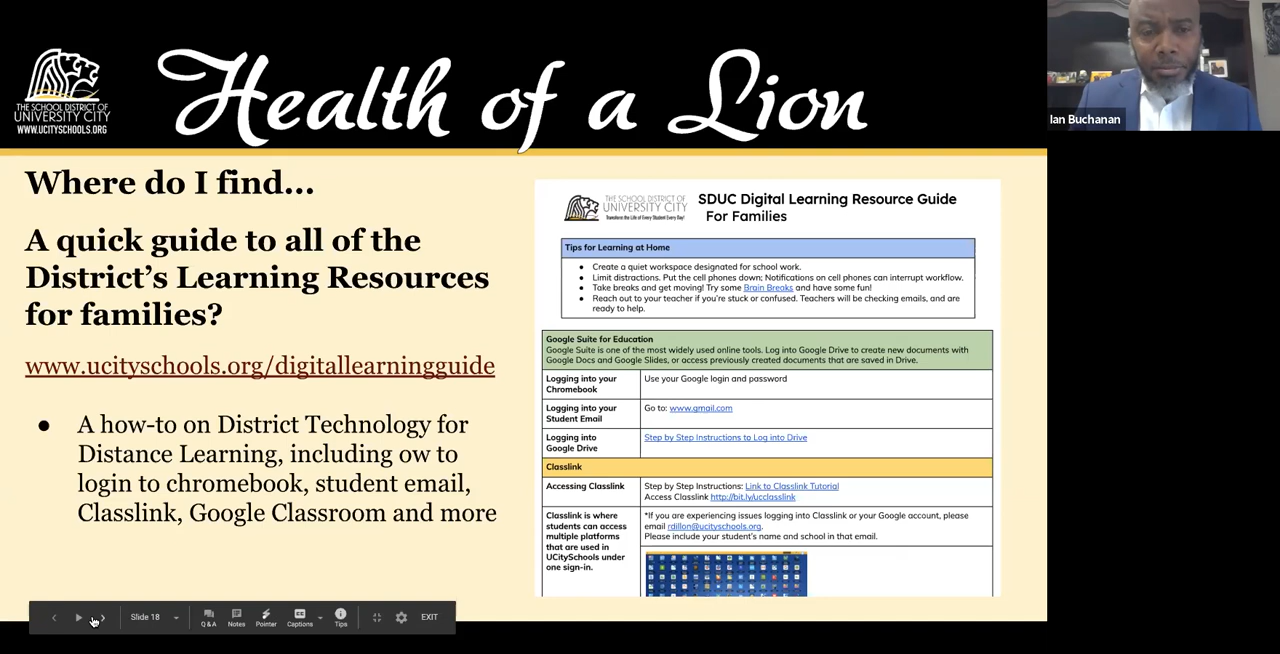 Health of a Lion
THE SCHOOL DISTRICT OF
UNIVERSITY CITY
WWW.UCITYSCHOOLS.ORG
Ian Buchanan
Where do I find...
A quick guide to all of the
District's Learning Resources
for families?
www.ucityschools.org/digitallearningguide
● A how-to on District Technology for
Distance Learning, including ow to
login to chromebook, student email,
Classlink, Google Classroom and more
THE SCHOOL DISTRICT OF
UNIVERSITY CITY
Transform the Life of Every Student Every Day!
SDUC Digital Learning Resource Guide
For Families
Tips for Learning at Home
● Create a quiet workspace designated for school work.
● Limit distractions. Put the cell phones down; Notifications on cell phones can interrupt workflow.
● Take breaks and get moving! Try some Brain Breaks and have some fun!
● Reach out to your teacher if you're stuck or confused. Teachers will be checking emails, and are
ready to help.
Google Suite for Education
Google Suite is one of the most widely used online tools. Log into Google Drive to create new documents with
Google Docs and Google Slides, or access previously created documents that are saved in Drive.
Logging into your
Chromebook
Use your Google login and password
Logging into your
Student Email
Go to: www.gmail.com
Logging into
Google Drive
Step by Step Instructions to Log into Drive
Classlink
Accessing Classlink
Step by Step Instructions: Link to Classlink Tutorial
Access Classlink http://bit.ly/ucclasslink
Classlink is where
students can access
multiple platforms
that are used in
UCitySchools under
one sign-in.
*If you are experiencing issues logging into Classlink or your Google account, please
email rdillon@ucityschools.org.
Please include your student's name and school in that email.
Slide 18
Q & A
Notes
Pointer
Captions
Tips
EXIT